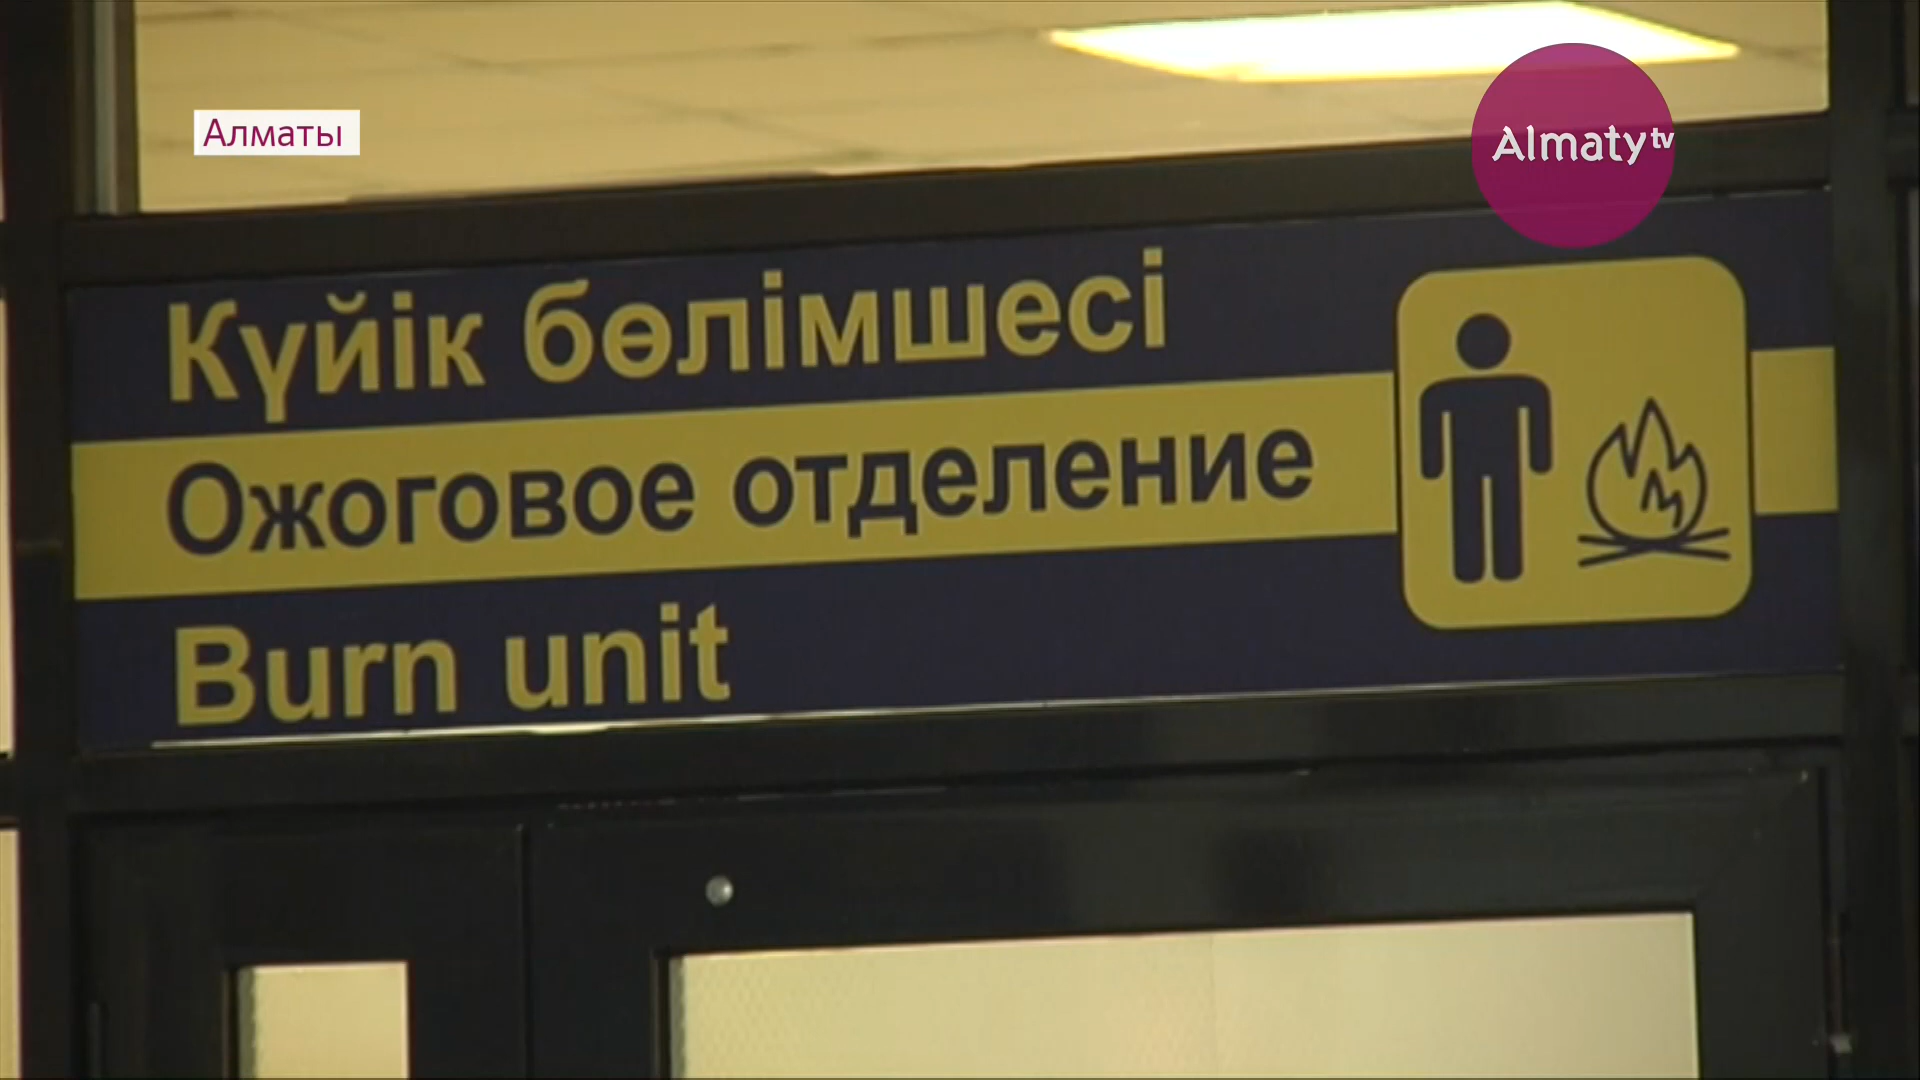 Алматы
Almaty tv
Күйік бөлімшесі
Ожоговое отделение
Burn unit